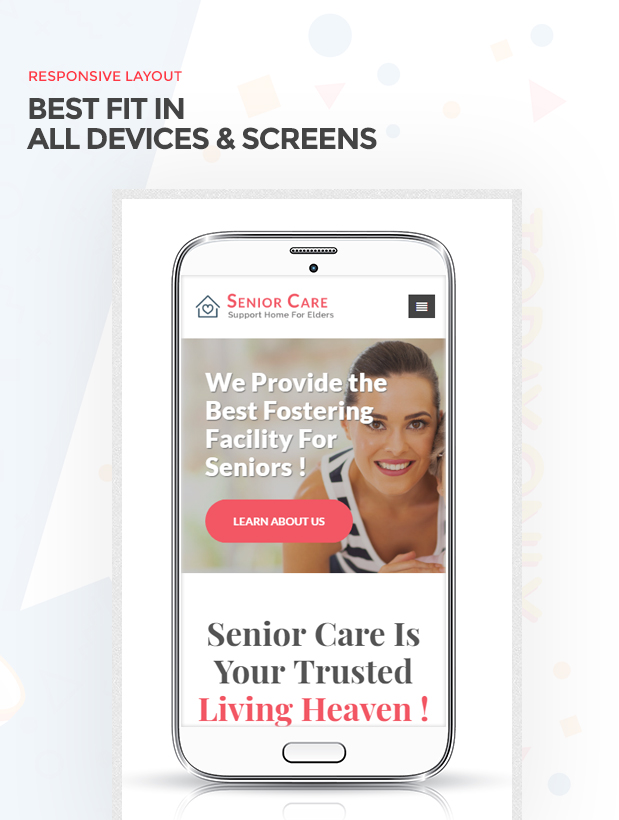 RESPONSIVE LAYOUT
BEST FIT IN
ALL DEVICES & SCREENS
SENIOR CARE
Support Home For Elders
We Provide the
Best Fostering
Facility For
Seniors !
LEARN ABOUT US
Senior Care Is
Your Trusted
Living Heaven !